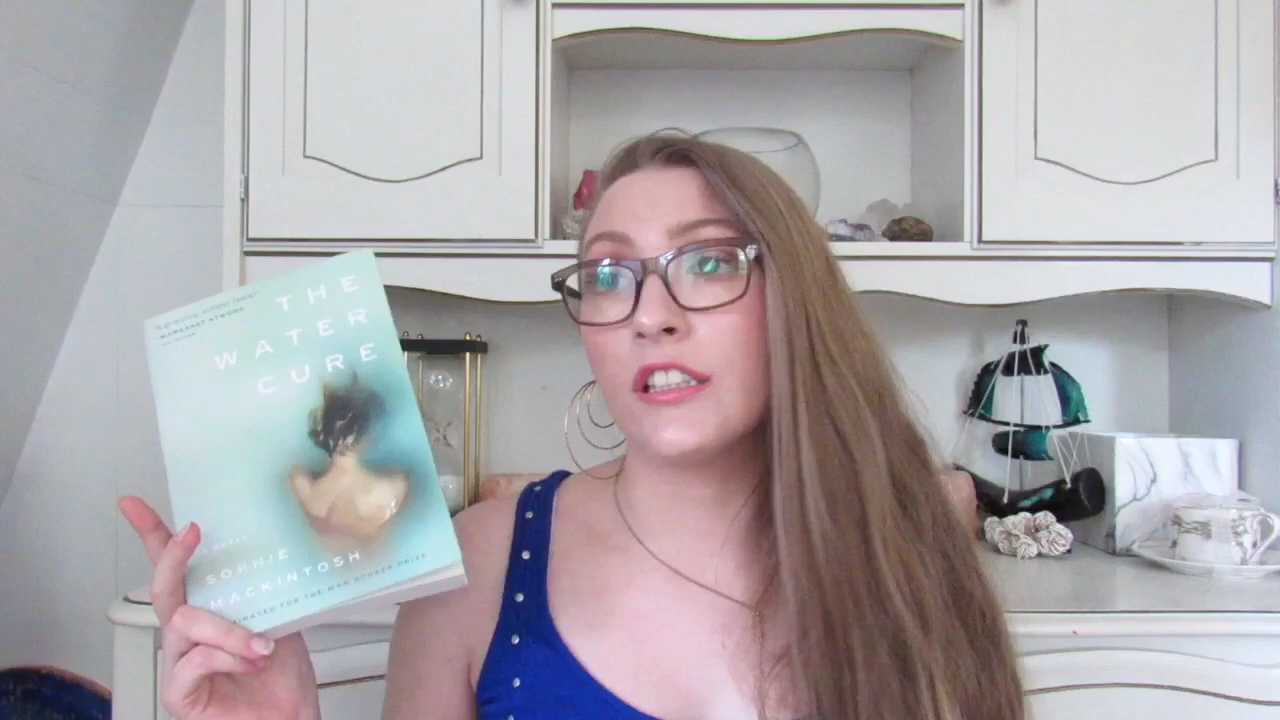 MARGARET ATWOOD
THE
WATER
CURE
SOPHIE
MACKINTOSH
FOR THE MAN BOOKER PRIZE